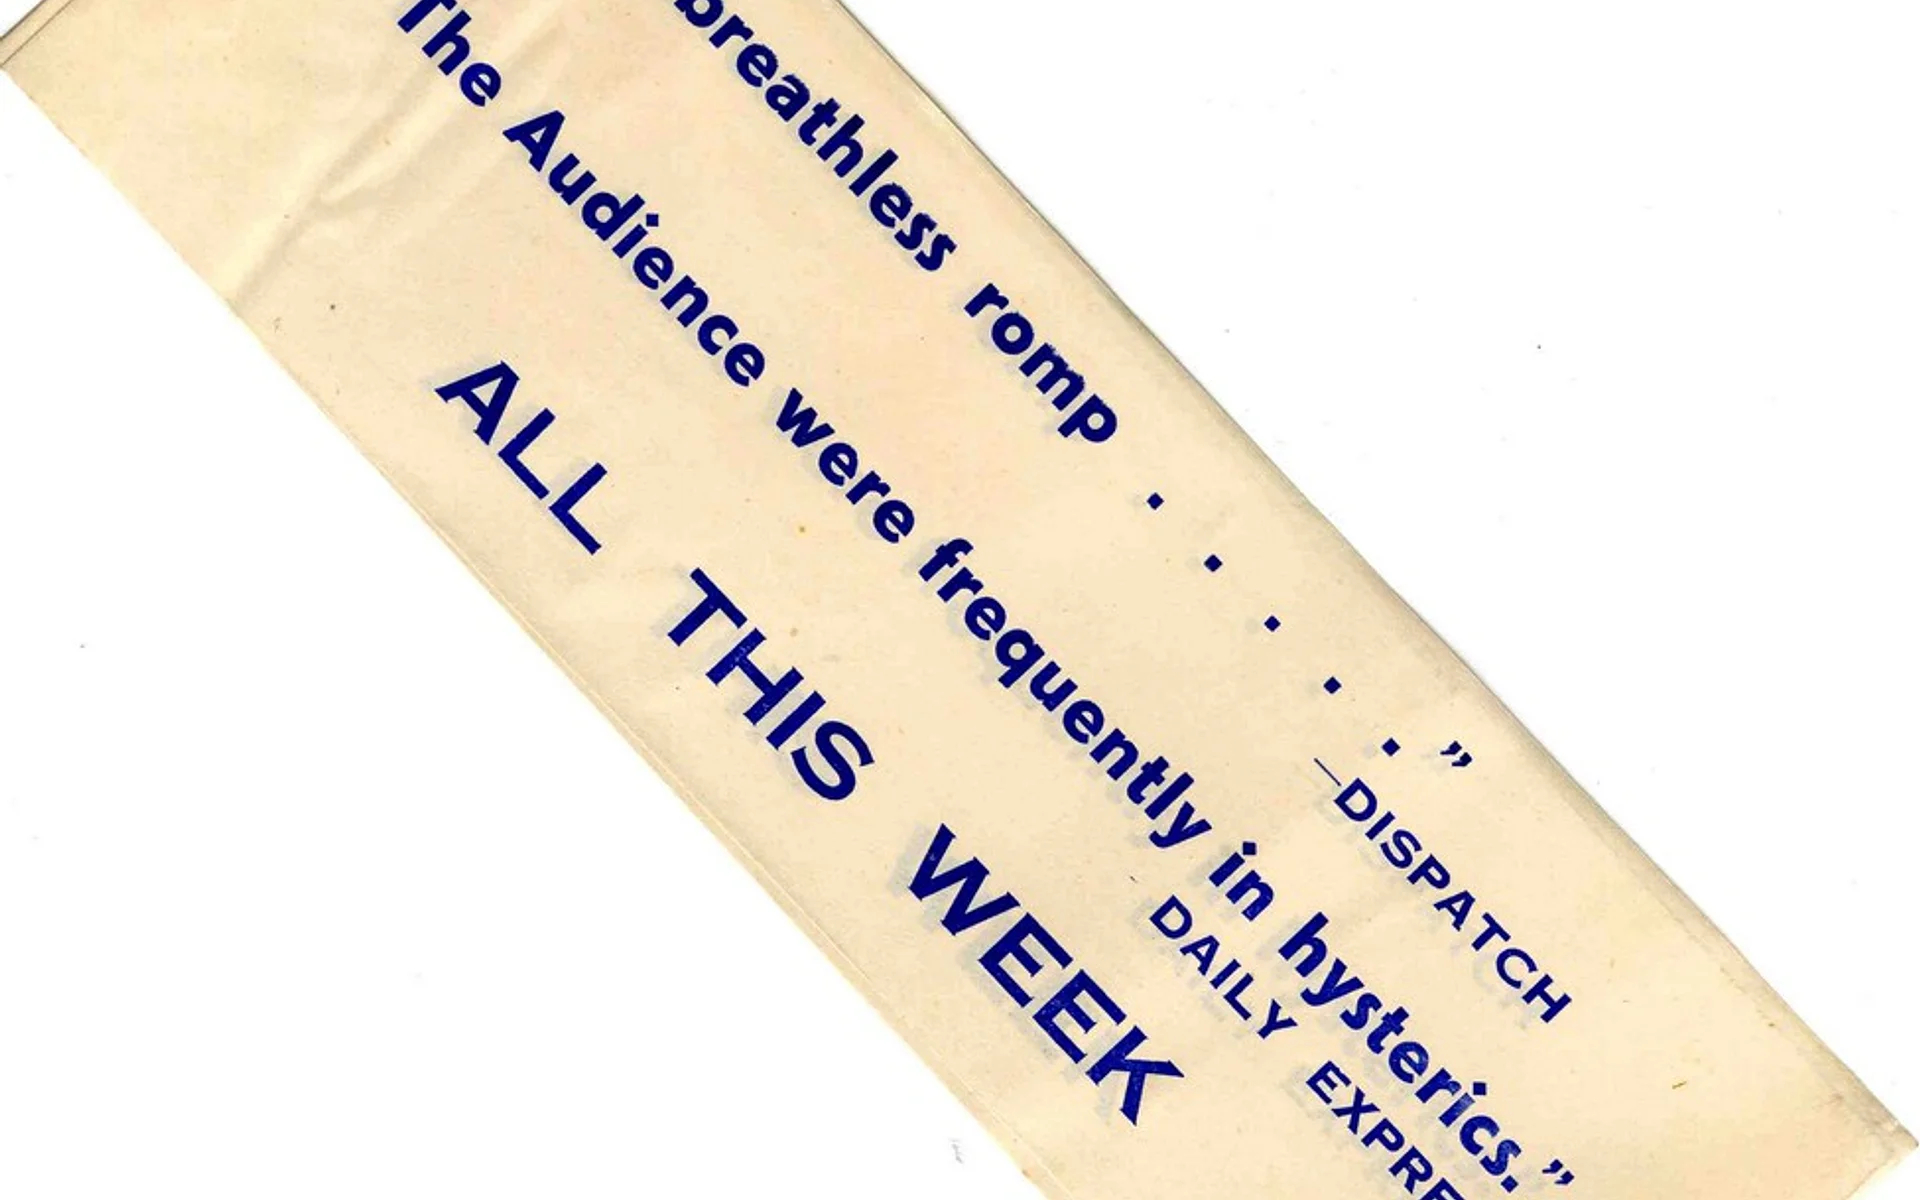 breathless romp . . . . . ”
—DISPATCH
The Audience were frequently in hysterics.”
DAILY EXPRE
ALL THIS WEEK